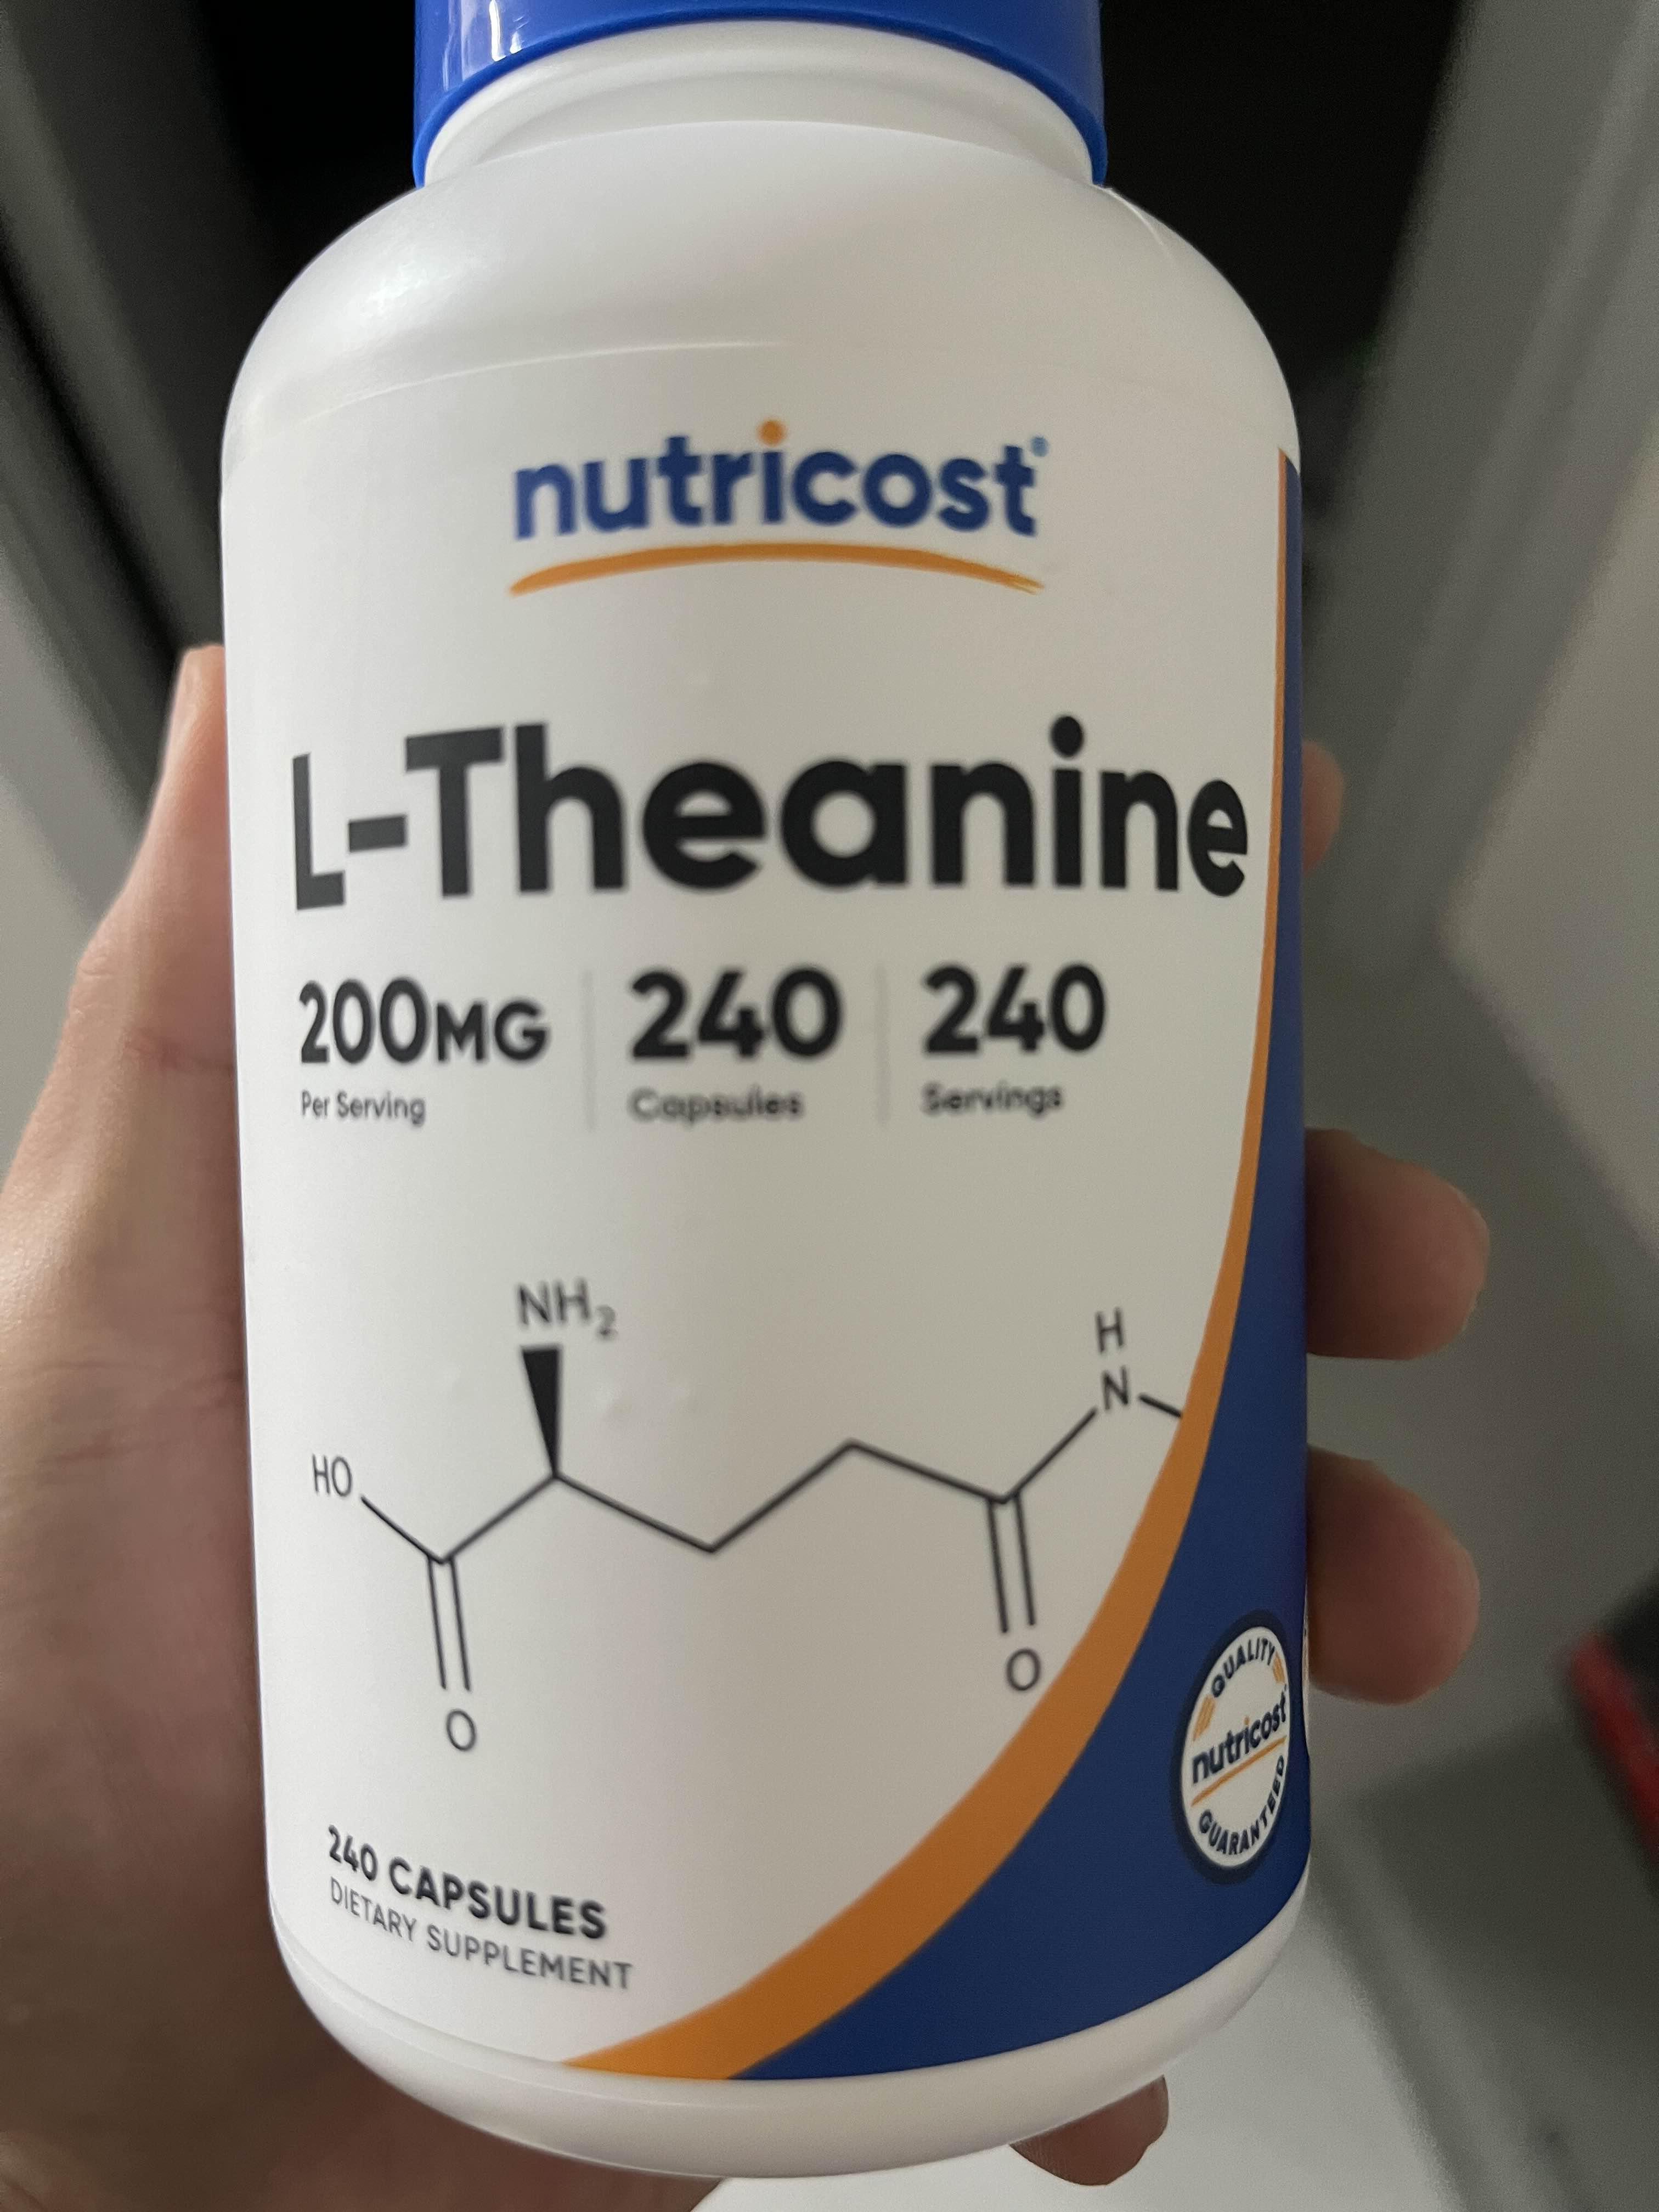 nutricost®
L-Theanine
200MG 240 240
Per Serving Capsules Servings
NH2
H
N
HO
O
O
QUALITY
nutricost
GUARANTEED
240 CAPSULES
DIETARY SUPPLEMENT